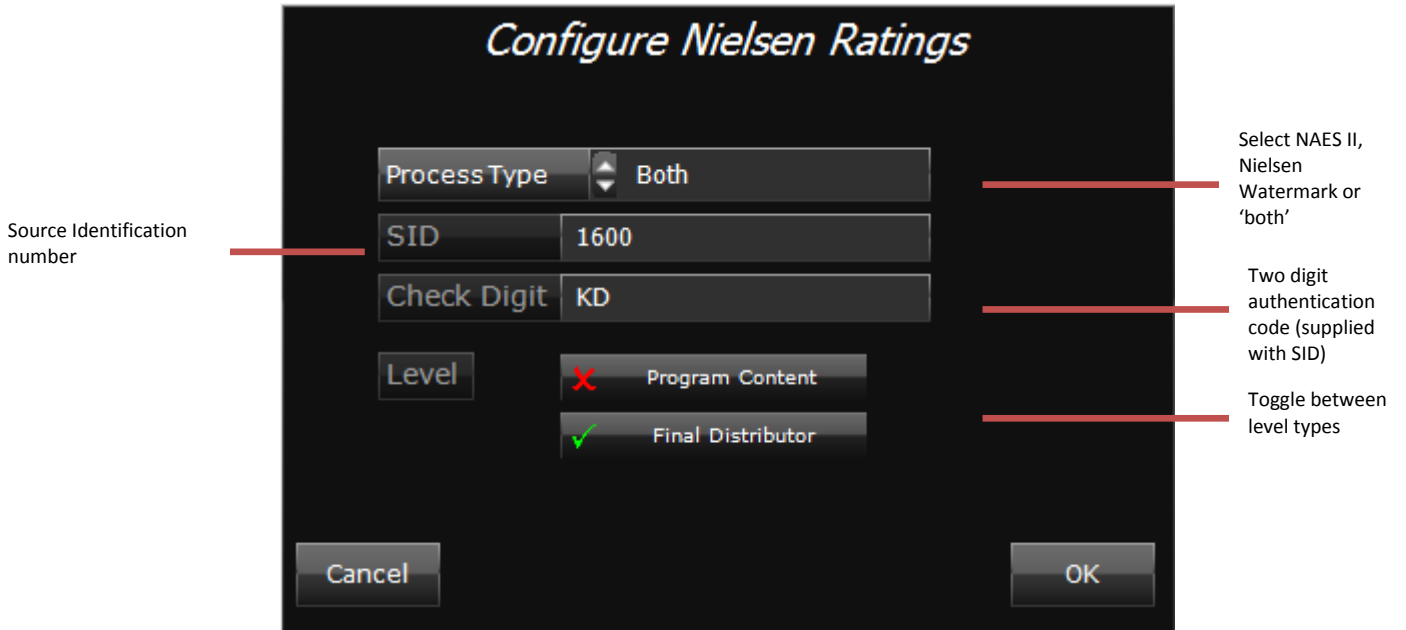 Configure Nielsen Ratings
Process Type
Both
Select NAES II,
Nielsen
Watermark or
‘both’
Source Identification
number
SID
1600
Check Digit
KD
Two digit
authentication
code (supplied
with SID)
Level
Program Content
Final Distributor
Toggle between
level types
Cancel
OK